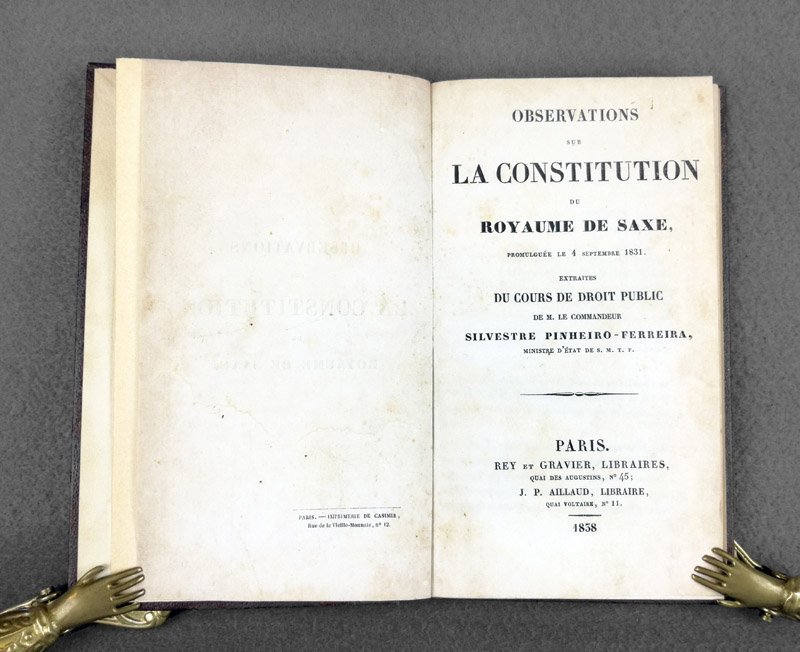 PARIS. — IMPRIMERIE DE CASIMIR,
Rue de la Vieille-Monnaie, nº 12.
OBSERVATIONS
SUR
LA CONSTITUTION
DU
ROYAUME DE SAXE,
PROMULGUÉE LE 4 SEPTEMBRE 1831.
EXTRAITES
DU COURS DE DROIT PUBLIC
DE M. LE COMMANDEUR
SILVESTRE PINHEIRO-FERREIRA,
MINISTRE D'ÉTAT DE S. M. T. F.
PARIS.
REY ET GRAVIER, LIBRAIRES,
QUAI DES AUGUSTINS, Nº 45;
J. P. AILLAUD, LIBRAIRE,
QUAI VOLTAIRE, Nº 11.
1838